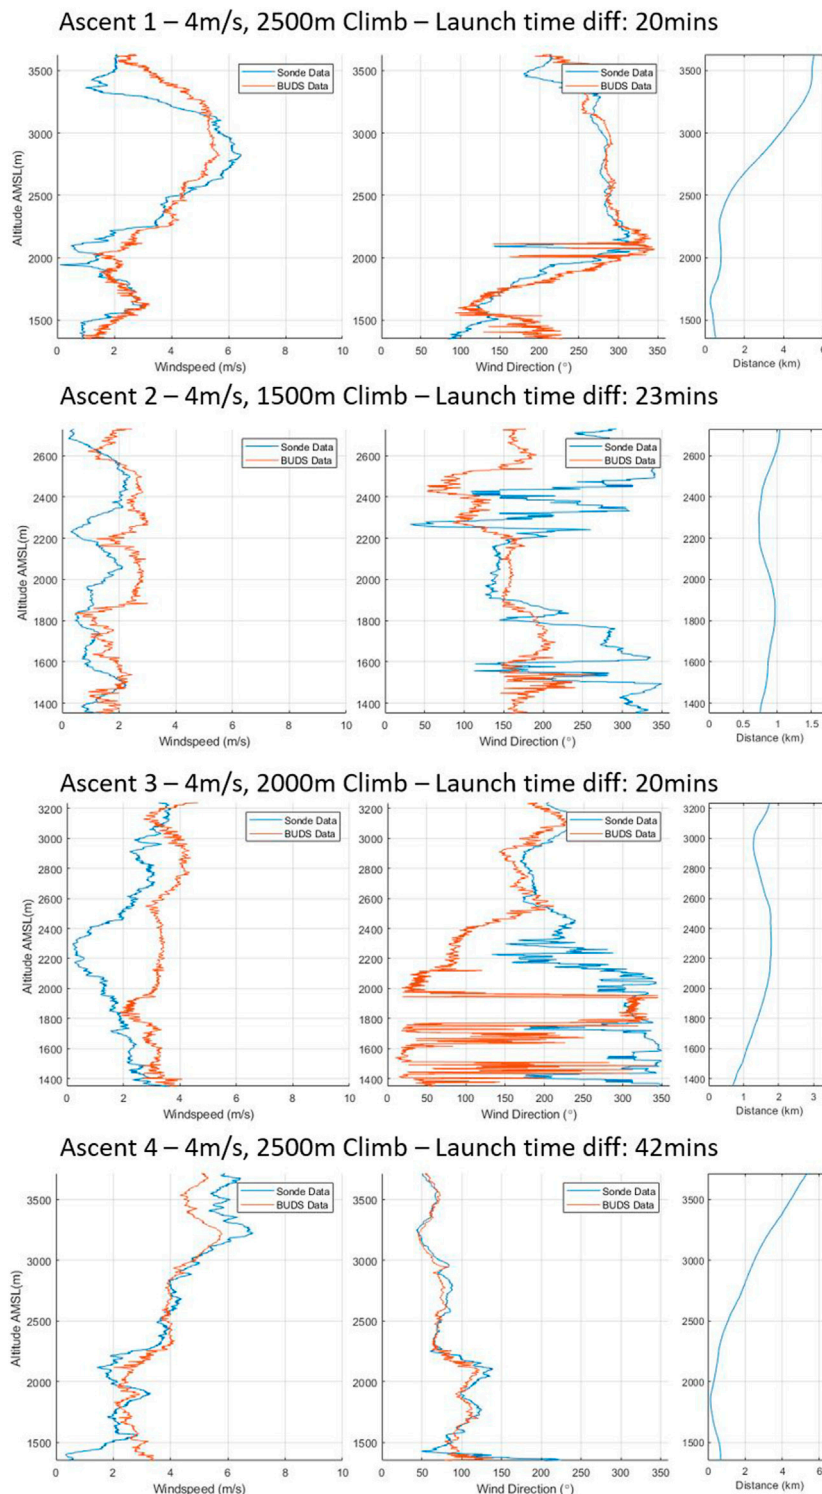 Ascent 1 – 4m/s, 2500m Climb – Launch time diff: 20mins
3500
3000
2500
2000
1500
Altitude AMSL(m)
Sonde Data
BUDS Data
0 2 4 6 8 10
Windspeed (m/s)
Sonde Data
BUDS Data
0 50 100 150 200 250 300 350
Wind Direction (°)
3500
3000
2500
2000
1500
0 2 4 6
Distance (km)
Ascent 2 – 4m/s, 1500m Climb – Launch time diff: 23mins
2600
2400
2200
2000
1800
1600
1400
Altitude AMSL(m)
Sonde Data
BUDS Data
0 2 4 6 8 10
Windspeed (m/s)
Sonde Data
BUDS Data
0 50 100 150 200 250 300 350
Wind Direction (°)
2600
2400
2200
2000
1800
1600
1400
0 0.5 1 1.5
Distance (km)
Ascent 3 – 4m/s, 2000m Climb – Launch time diff: 20mins
3200
3000
2800
2600
2400
2200
2000
1800
1600
1400
Altitude AMSL(m)
Sonde Data
BUDS Data
0 2 4 6 8 10
Windspeed (m/s)
Sonde Data
BUDS Data
0 50 100 150 200 250 300 350
Wind Direction (°)
3200
3000
2800
2600
2400
2200
2000
1800
1600
1400
0 1 2 3
Distance (km)
Ascent 4 – 4m/s, 2500m Climb – Launch time diff: 42mins
3500
3000
2500
2000
1500
Altitude AMSL(m)
Sonde Data
BUDS Data
0 2 4 6 8 10
Windspeed (m/s)
Sonde Data
BUDS Data
0 50 100 150 200 250 300 350
Wind Direction (°)
3500
3000
2500
2000
1500
0 2 4 6
Distance (km)